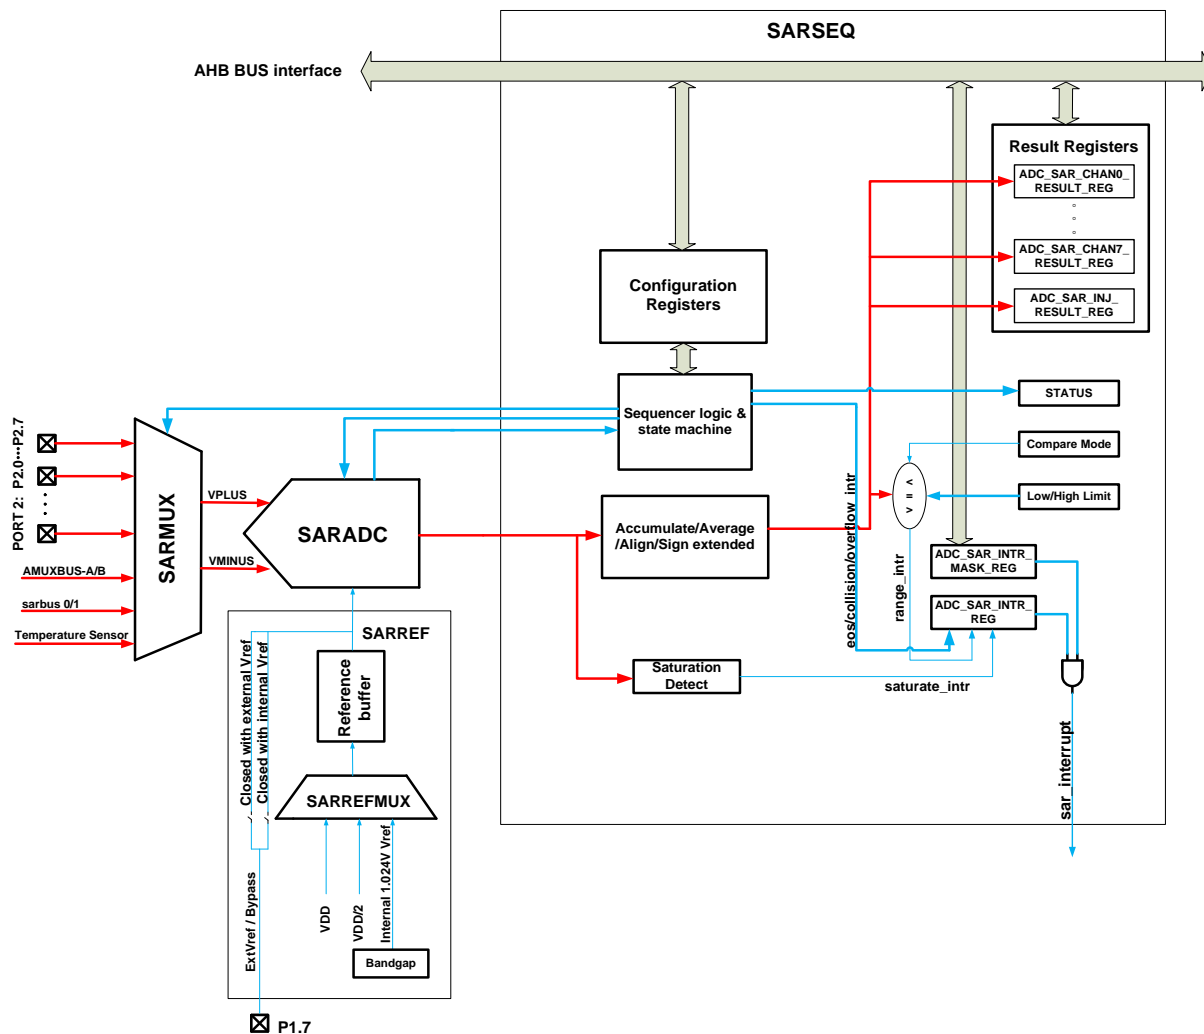 SARSEQ
AHB BUS interface
Result Registers
ADC_SAR_CHAN0_
RESULT_REG
ADC_SAR_CHAN7_
RESULT_REG
ADC_SAR_INJ_
RESULT_REG
Configuration
Registers
Sequencer logic &
state machine
STATUS
Compare Mode
Low/High Limit
< = >
PORT 2: P2.0···P2.7
SARMUX
VPLUS
VMINUS
SARADC
AMUXBUS-A/B
sarbus 0/1
Temperature Sensor
Accumulate/Average
/Align/Sign extended
eos/collision/overflow_intr
range_intr
ADC_SAR_INTR_
MASK_REG
ADC_SAR_INTR_
REG
Saturation
Detect
saturate_intr
sar_interrupt
SARREF
Reference
buffer
Closed with external Vref
Closed with internal Vref
SARREFMUX
ExtVref / Bypass
VDD
VDD/2
Internal 1.024V Vref
Bandgap
P1.7